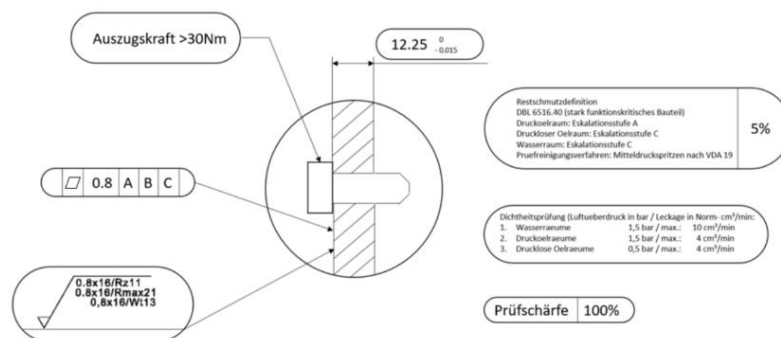 Auszugskraft >30Nm
12.25 0 - 0.015
Restschmutzdefinition
DBL 6516.40 (stark funktionskritisches Bauteil)
Druckoelraum: Eskalationsstufe A
Druckloser Oelraum: Eskalationsstufe C
Wasserraum: Eskalationsstufe C
Pruefreinigungsverfahren: Mitteldruckspritzen nach VDA 19
5%
0.8 A B C
Dichtheitsprüfung (Luftueberdruck in bar / Leckage in Norm- cm³/min:
1. Wasserraeume 1,5 bar / max.: 10 cm³/min
2. Druckoelraeume 1,5 bar / max.: 4 cm³/min
3. Drucklose Oelraeume 0,5 bar / max.: 4 cm³/min
0.8x16/Rz11
0.8x16/Rmax21
0,8x16/Wt13
Prüfschärfe 100%